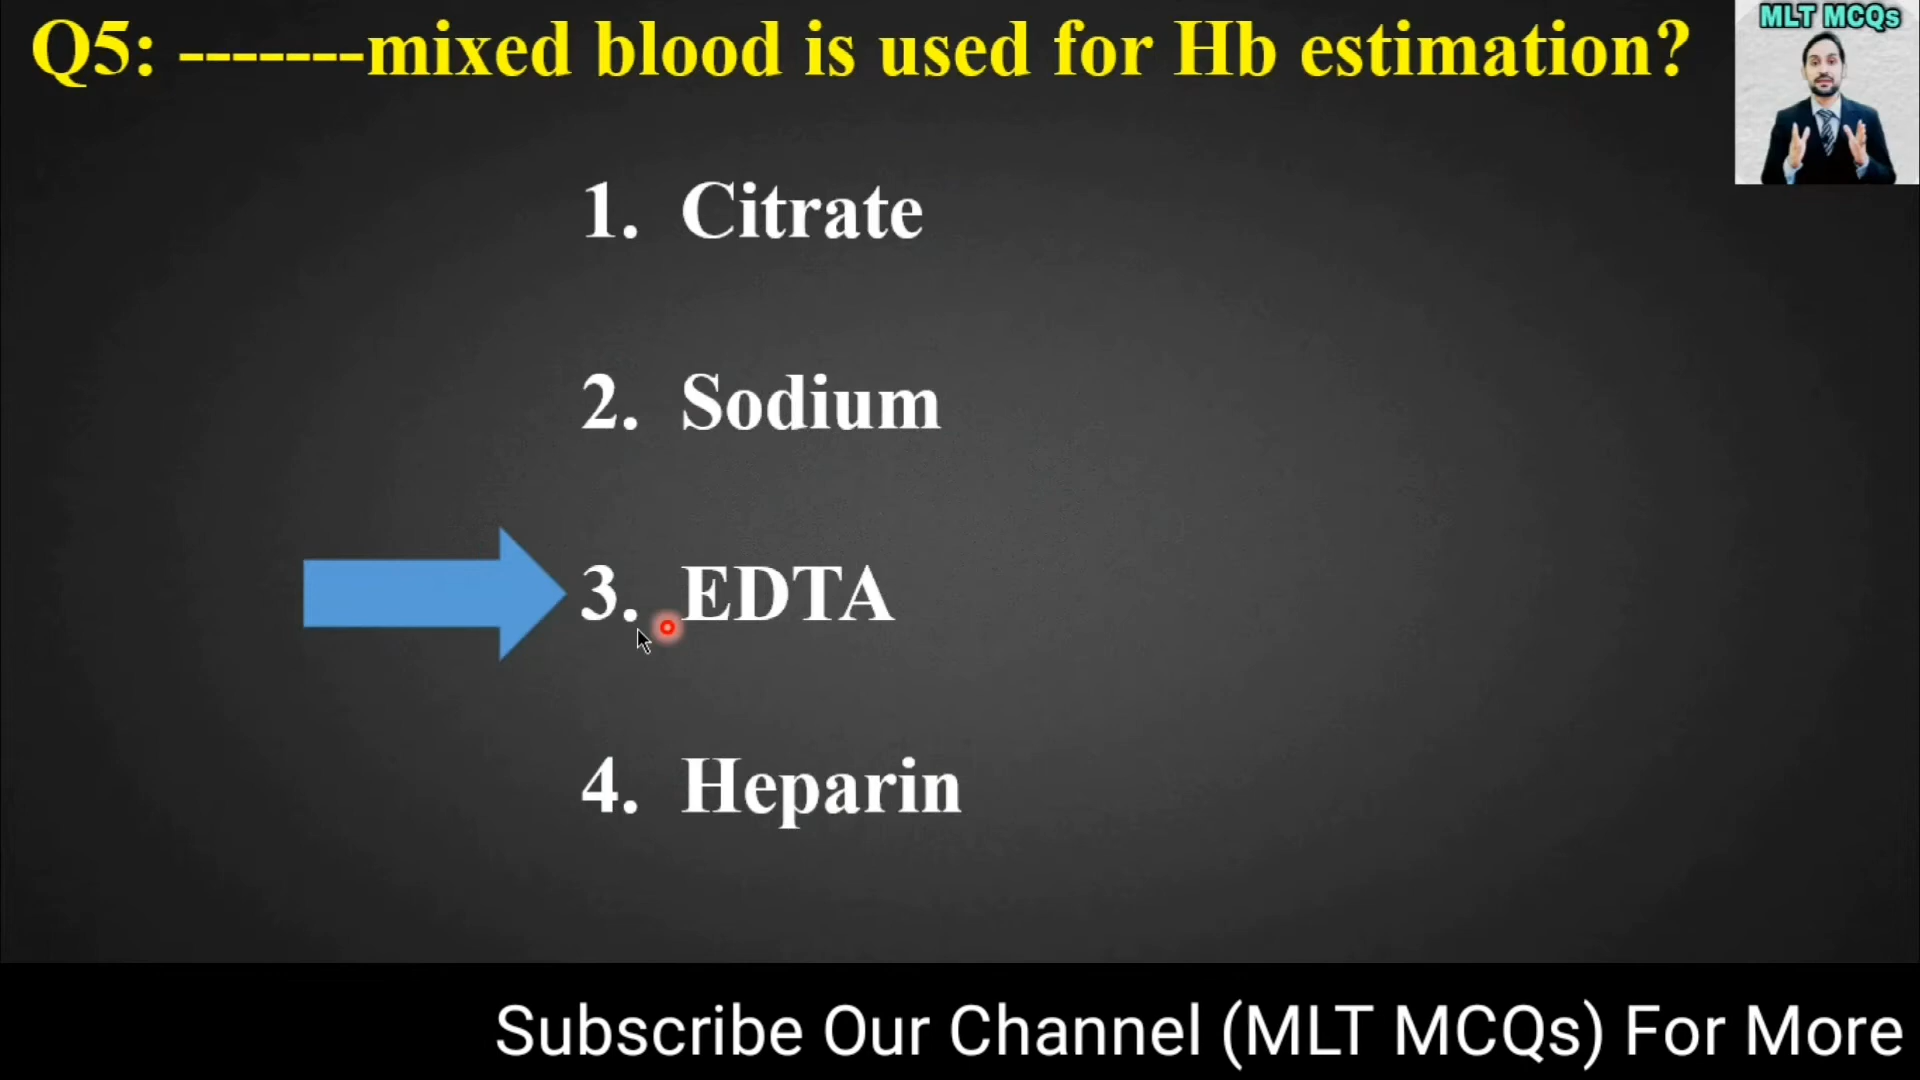 Q5: -------mixed blood is used for Hb estimation?
MLT MCQs
1. Citrate
2. Sodium
3. EDTA
4. Heparin
Subscribe Our Channel (MLT MCQs) For More